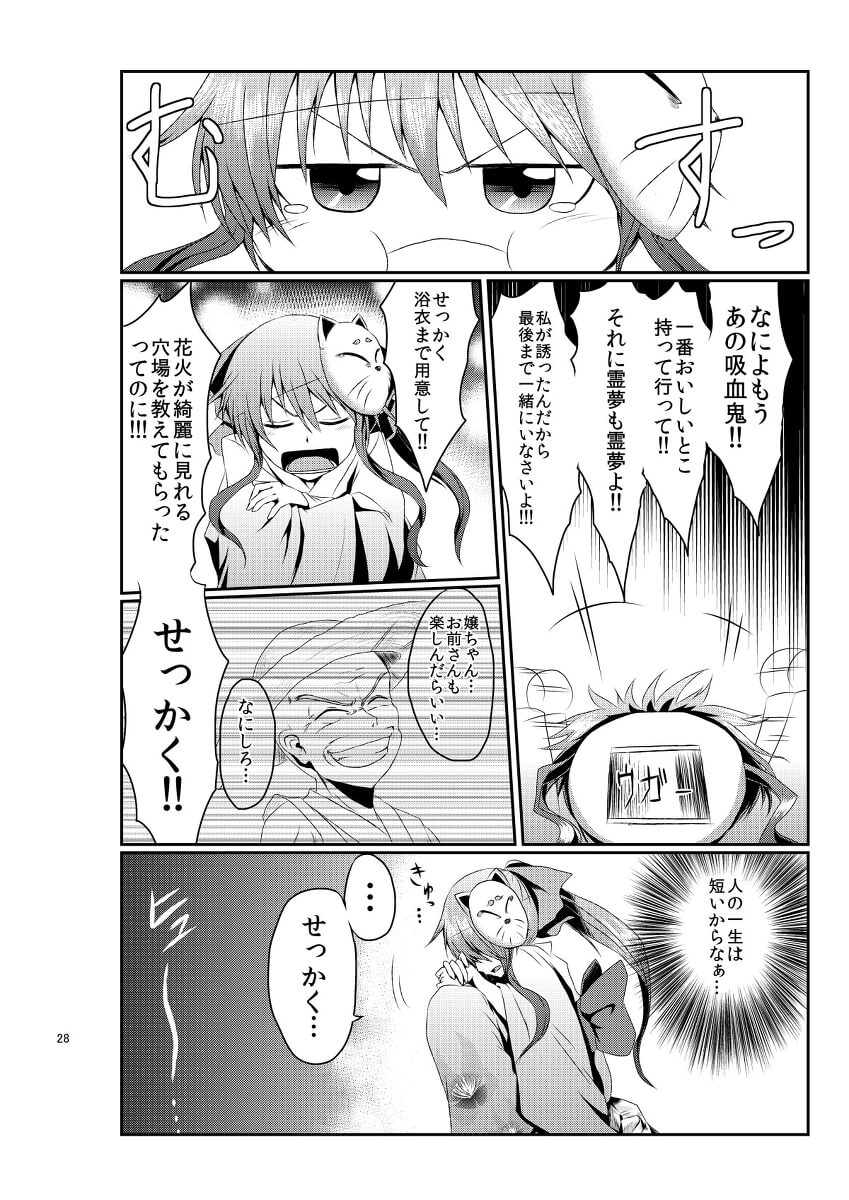 むすっ
なによもう
あの吸血鬼!!
一番おいしいとこ
持って行って!!
それに霊夢も霊夢よ!!
私が誘ったんだから
最後まで一緒にいなさいよ!!!
ウガー
せっかく
浴衣まで用意して!!
花火が綺麗に見れる
穴場を教えてもらった
ってのに!!!
嬢ちゃん…
お前さんも
楽しんだらいい…
なにしろ…
せっかく!!
人の一生は
短いからなぁ…
きゅっ…
…
せっかく…
28